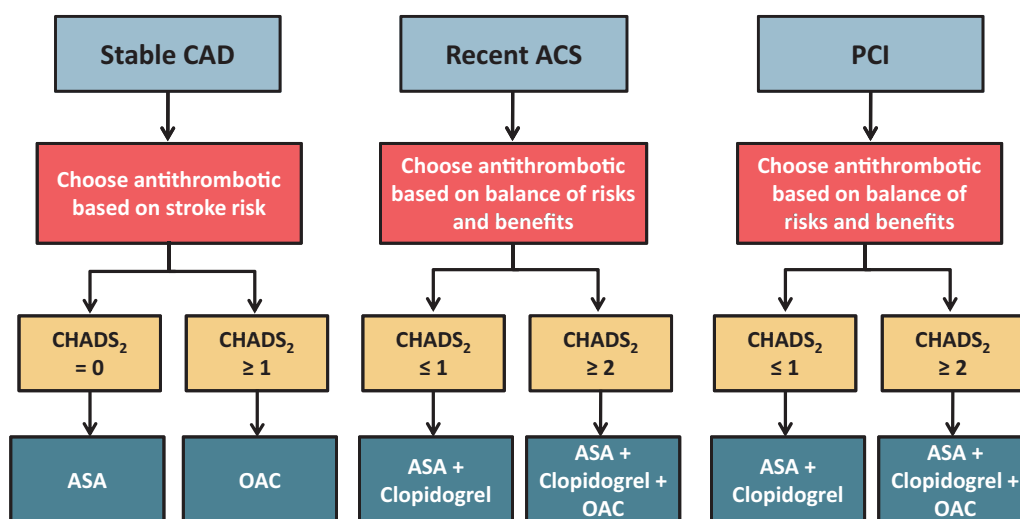 Stable CAD
Recent ACS
PCI
Choose antithrombotic
based on stroke risk
Choose antithrombotic
based on balance of risks
and benefits
Choose antithrombotic
based on balance of
risks and benefits
CHADS₂
= 0
CHADS₂
≥ 1
CHADS₂
≤ 1
CHADS₂
≥ 2
CHADS₂
≤ 1
CHADS₂
≥ 2
ASA
OAC
ASA +
Clopidogrel
ASA +
Clopidogrel +
OAC
ASA +
Clopidogrel
ASA +
Clopidogrel +
OAC